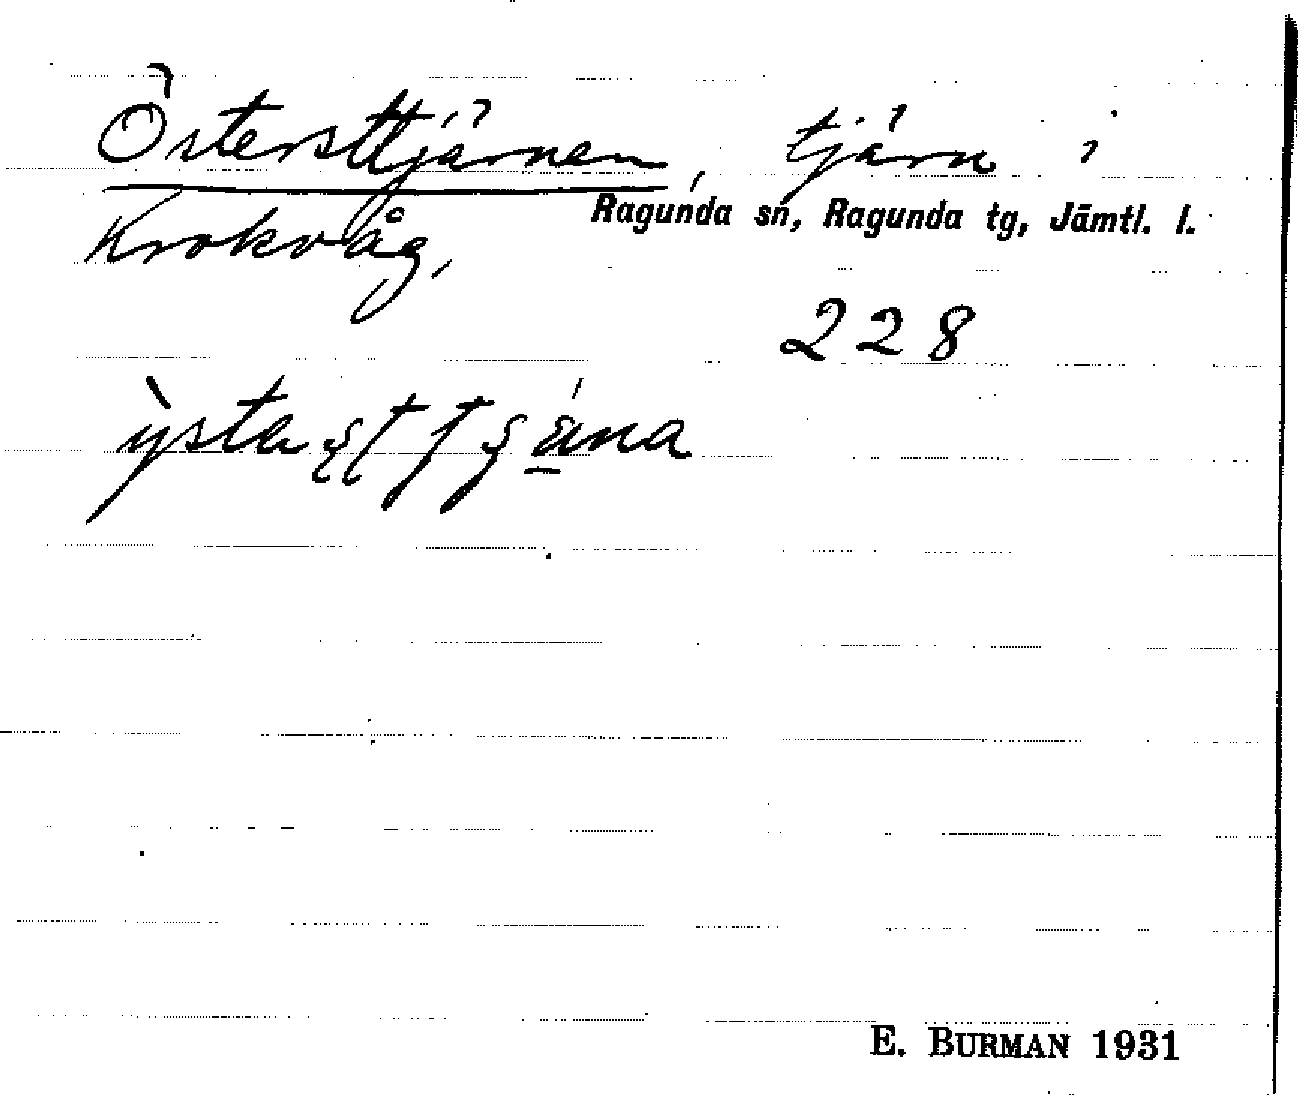 Östersttjärnen, tjärn i
Ragunda sn, Ragunda tg, Jämtl. l.
Krokvåg,
228
E. BURMAN 1931